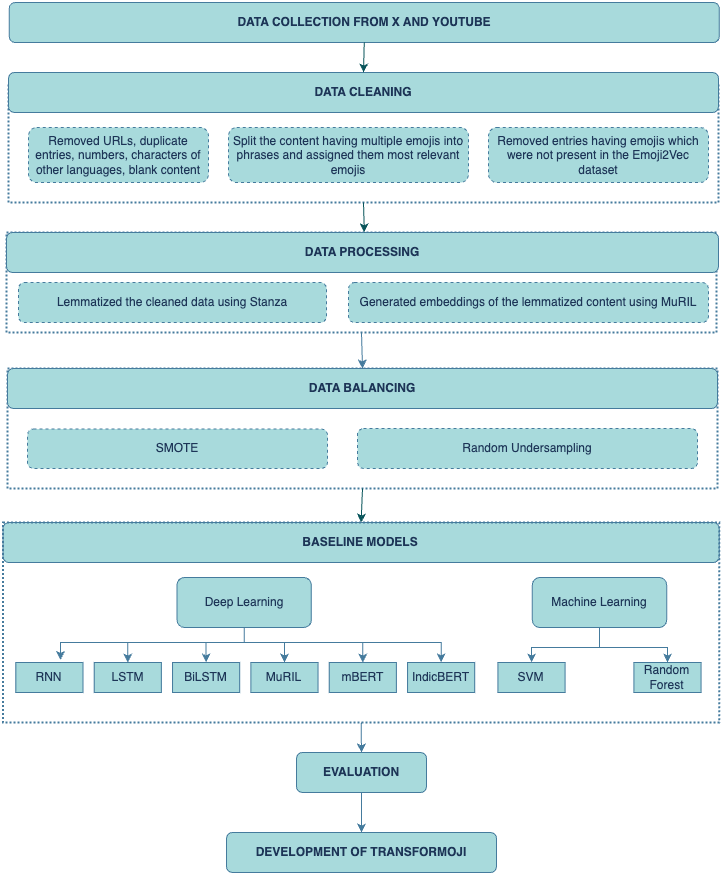 DATA COLLECTION FROM X AND YOUTUBE
DATA CLEANING
Removed URLs, duplicate
entries, numbers, characters of
other languages, blank content
Split the content having multiple emojis into
phrases and assigned them most relevant
emojis
Removed entries having emojis which
were not present in the Emoji2Vec
dataset
DATA PROCESSING
Lemmatized the cleaned data using Stanza
Generated embeddings of the lemmatized content using MuRIL
DATA BALANCING
SMOTE
Random Undersampling
BASELINE MODELS
Deep Learning
Machine Learning
RNN
LSTM
BiLSTM
MuRIL
mBERT
IndicBERT
SVM
Random
Forest
EVALUATION
DEVELOPMENT OF TRANSFORMOJI